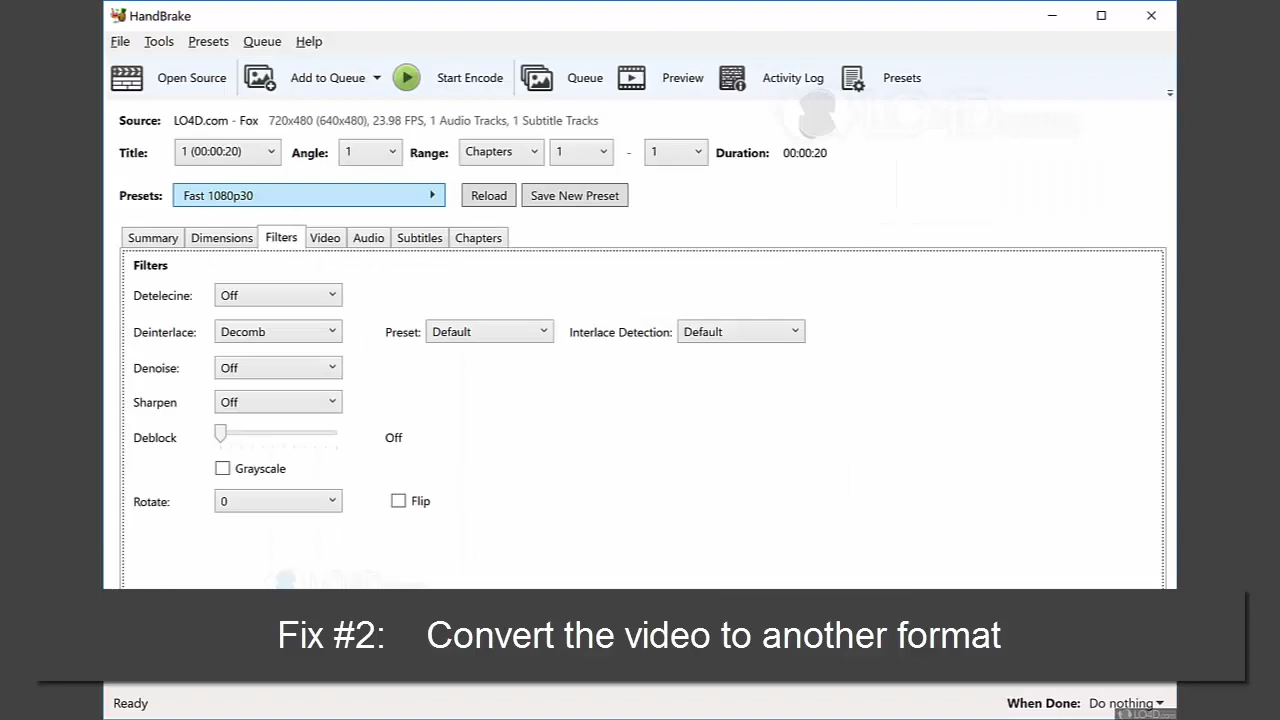 HandBrake
File Tools Presets Queue Help
Open Source Add to Queue Start Encode Queue Preview Activity Log Presets
Source: LO4D.com - Fox 720x480 (640x480), 23.98 FPS, 1 Audio Tracks, 1 Subtitle Tracks
Title: 1 (00:00:20) Angle: 1 Range: Chapters 1 - 1 Duration: 00:00:20
Presets: Fast 1080p30 Reload Save New Preset
Summary Dimensions Filters Video Audio Subtitles Chapters
Filters
Detelecine: Off
Deinterlace: Decomb Preset: Default Interlace Detection: Default
Denoise: Off
Sharpen Off
Deblock Off
Grayscale
Rotate: 0 Flip
Fix #2: Convert the video to another format
Ready When Done: Do nothing
LO4D.com